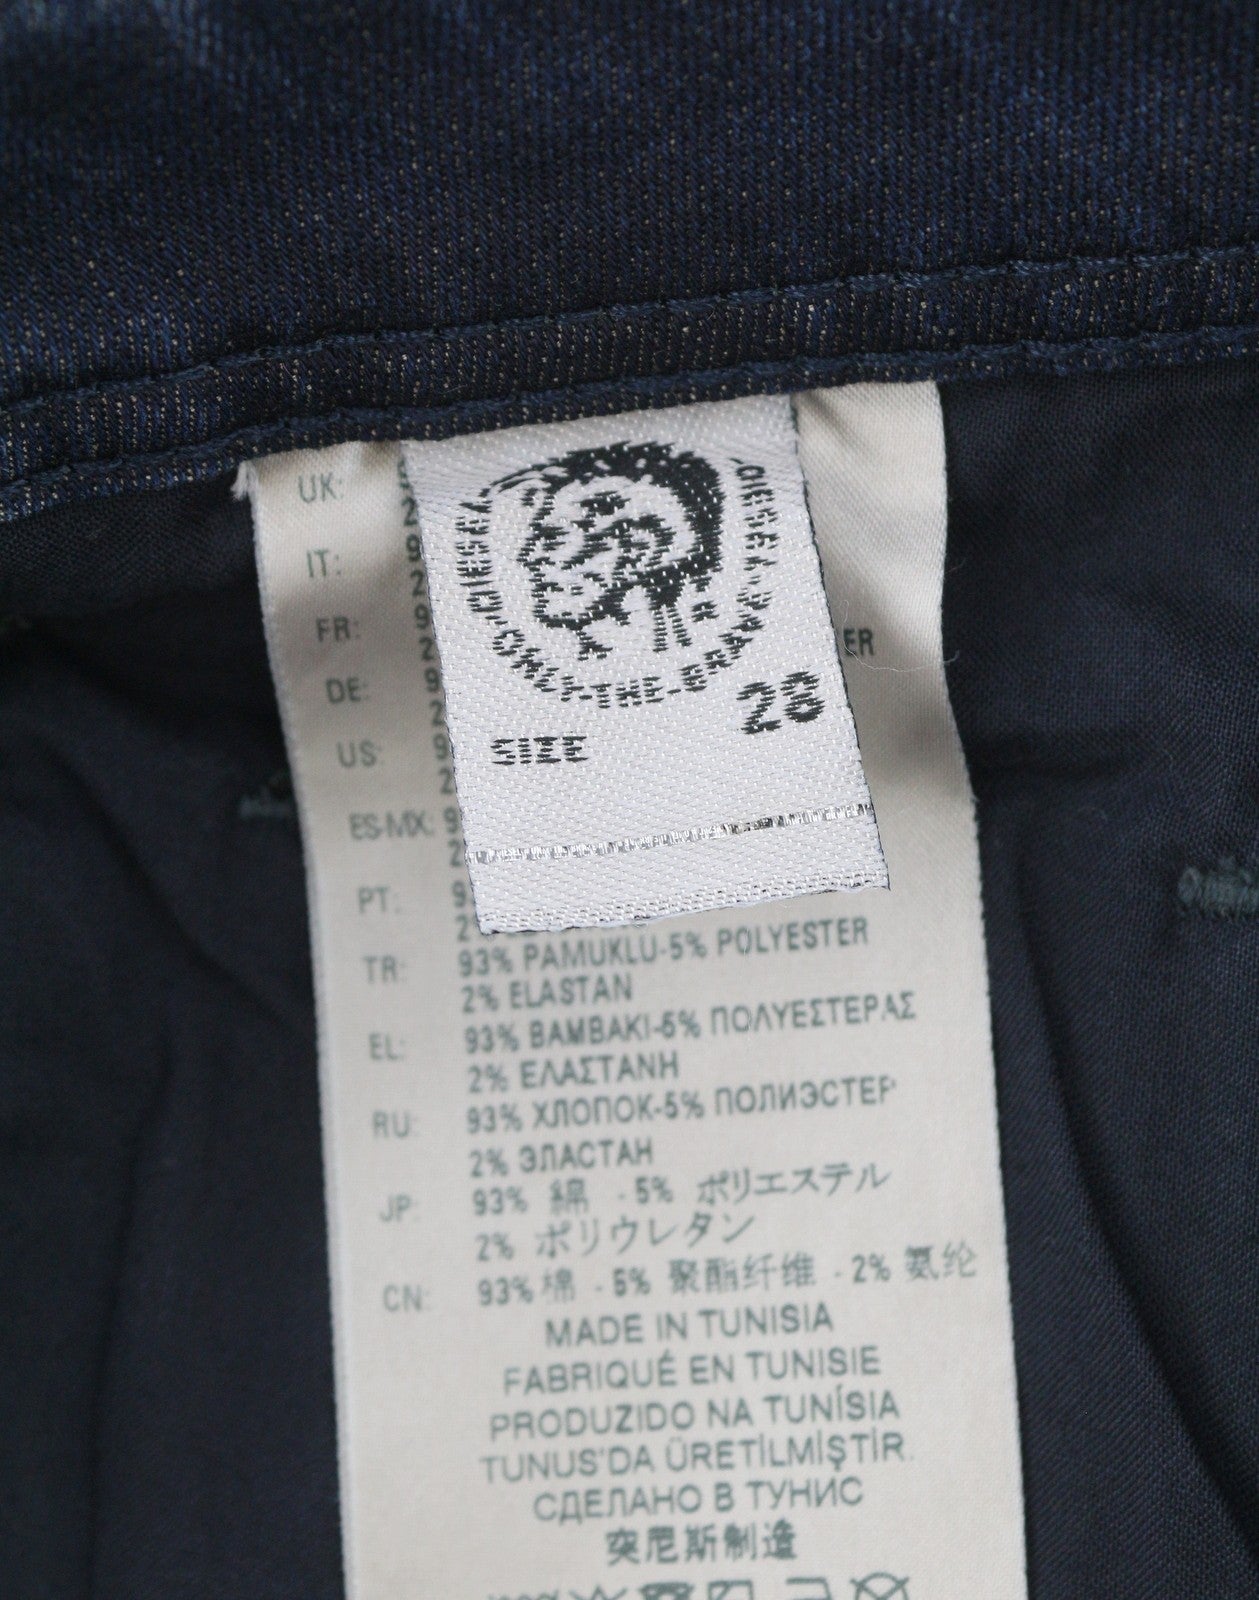 DIESEL ONLY THE BRAVE
SIZE 28
UK:
IT:
FR:
ER
DE:
US:
ES-MX:
PT:
2%
TR: 93% PAMUKLU-5% POLYESTER
2% ELASTAN
EL: 93% ΒΑΜΒΑΚΙ-5% ΠΟΛΥΕΣΤΕΡΑΣ
2% ΕΛΑΣΤΑΝΗ
RU: 93% ХЛОПОК-5% ПОЛИЭСТЕР
2% ЭЛАСТАН
JP: 93% 綿 - 5% ポリエステル
2% ポリウレタン
CN: 93% 棉 - 5% 聚酯纤维 - 2% 氨纶
MADE IN TUNISIA
FABRIQUÉ EN TUNISIE
PRODUZIDO NA TUNÍSIA
TUNUS'DA ÜRETİLMİŞTİR.
СДЕЛАНО В ТУНИС
突尼斯制造